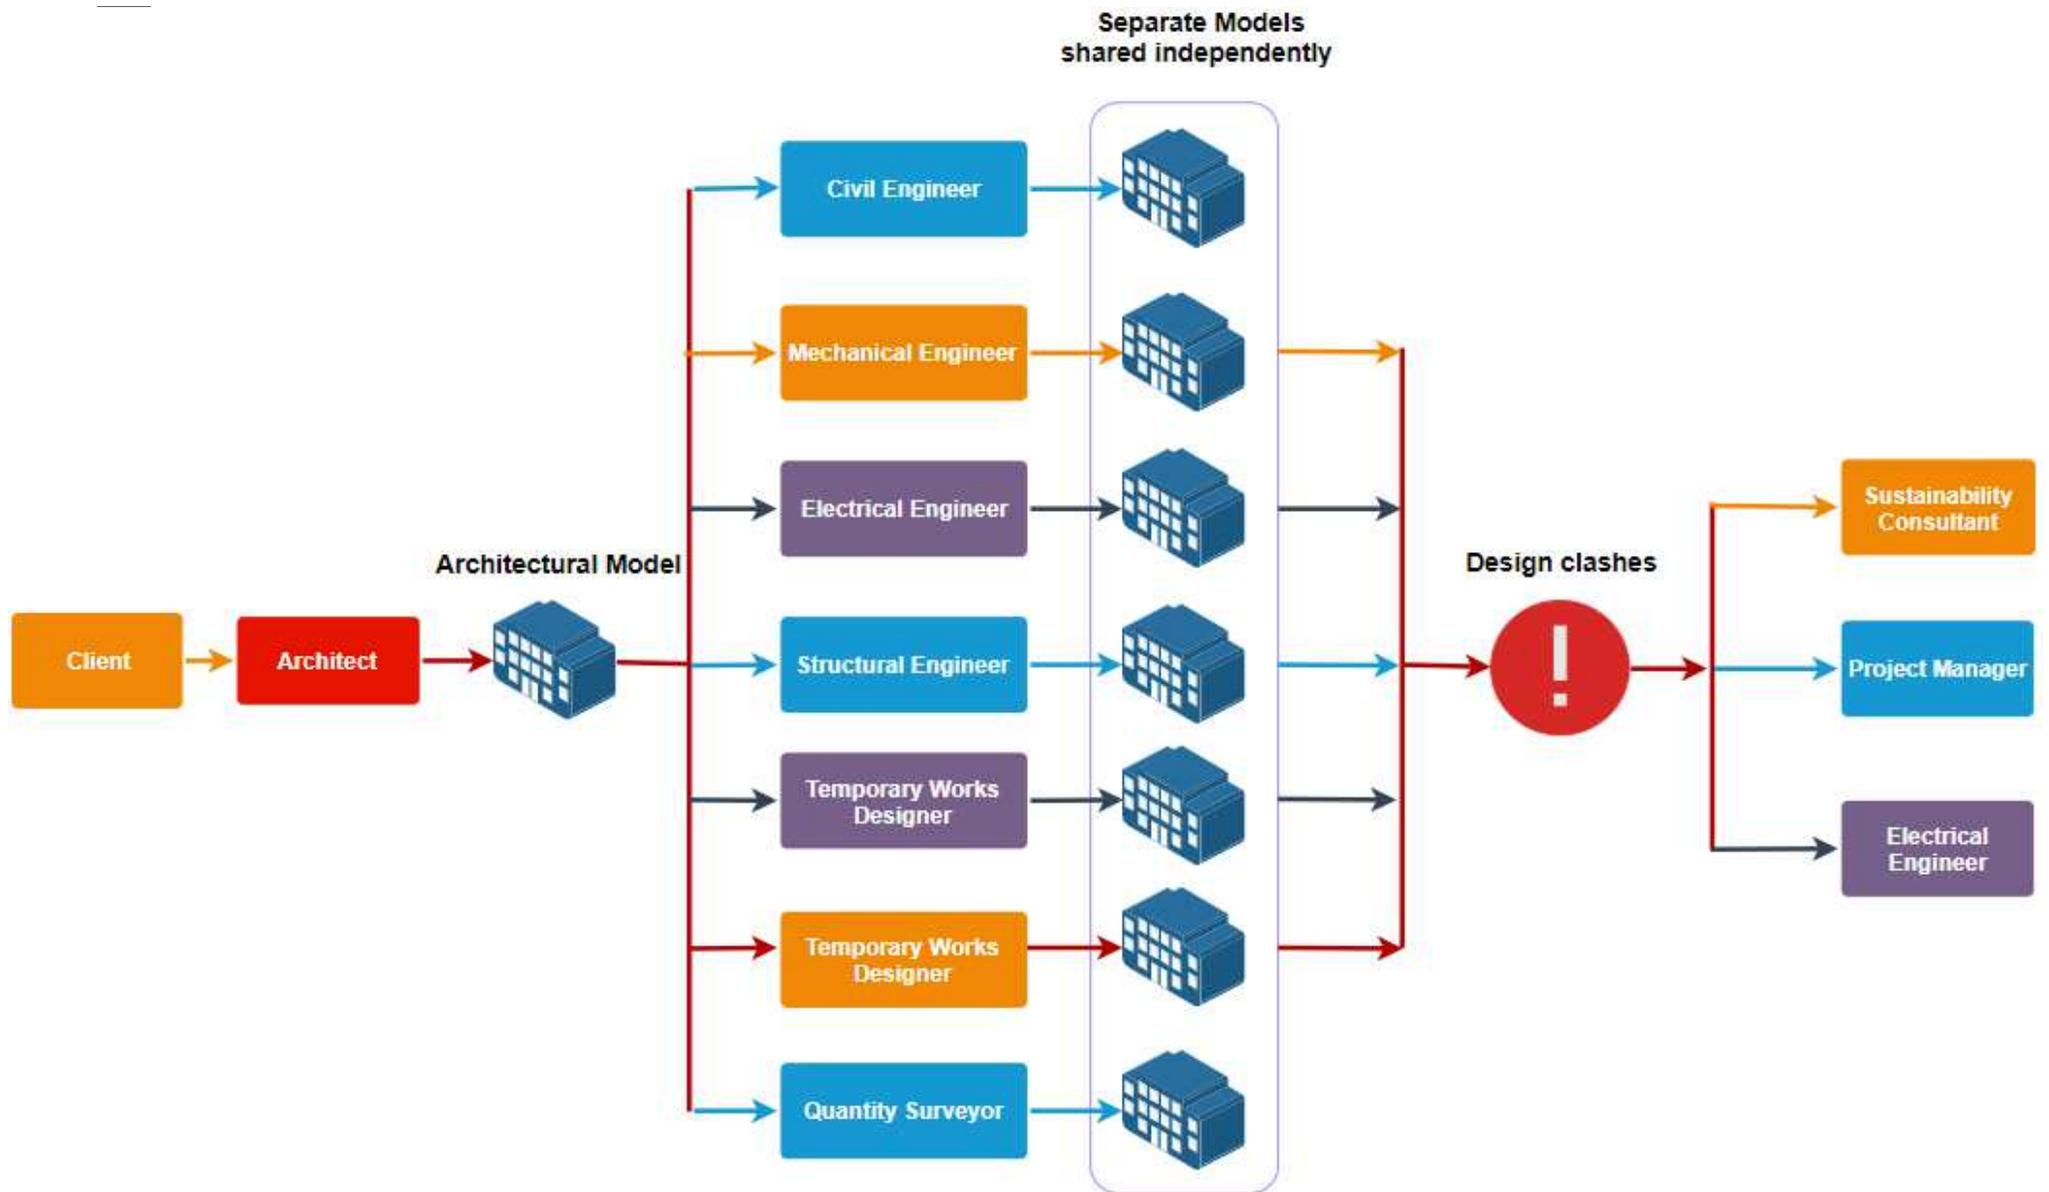 Separate Models
shared independently
Civil Engineer
Mechanical Engineer
Electrical Engineer
Architectural Model
Design clashes
Sustainability
Consultant
Client
Architect
Structural Engineer
Project Manager
Temporary Works
Designer
Electrical
Engineer
Temporary Works
Designer
Quantity Surveyor